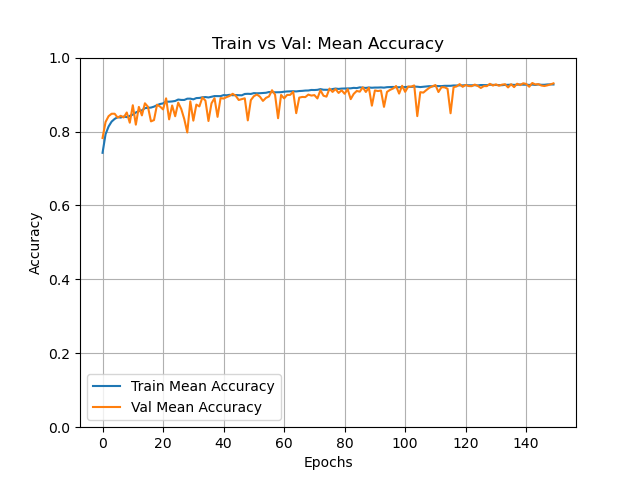 Train vs Val: Mean Accuracy
1.0
0.8
0.6
0.4
0.2
0.0
Accuracy
Train Mean Accuracy
Val Mean Accuracy
0 20 40 60 80 100 120 140
Epochs